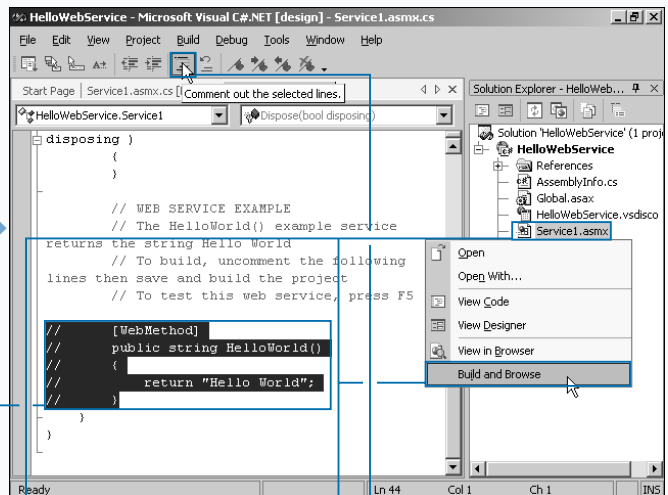 HelloWebService - Microsoft Visual C#.NET [design] - Service1.asmx.cs
File Edit View Project Build Debug Tools Window Help
Start Page Service1.asmx.cs [
Comment out the selected lines.
HelloWebService.Service1
Dispose(bool disposing)
disposing )
{
}
// WEB SERVICE EXAMPLE
// The HelloWorld() example service
returns the string Hello World
// To build, uncomment the following
lines then save and build the project
// To test this web service, press F5
// [WebMethod]
// public string HelloWorld()
// {
// return "Hello World";
// }
}
}
Solution Explorer - HelloWeb...
Solution 'HelloWebService' (1 proje
HelloWebService
References
AssemblyInfo.cs
Global.asax
HelloWebService.vsdisco
Service1.asmx
Open
Open With...
View Code
View Designer
View in Browser
Build and Browse
Ready Ln 44 Col 1 Ch 1 INS